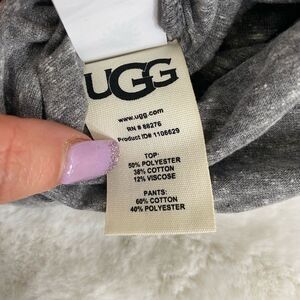 UGG
www.ugg.com
RN # 88276
Product ID# 1106629
TOP:
50% POLYESTER
38% COTTON
12% VISCOSE
PANTS:
60% COTTON
40% POLYESTER